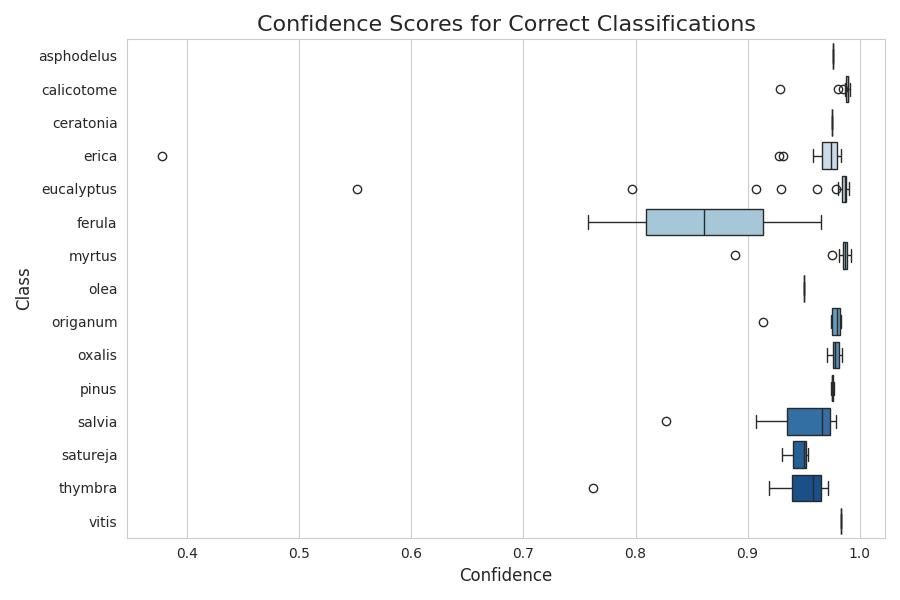 Confidence Scores for Correct Classifications
asphodelus
calicotome
ceratonia
erica
eucalyptus
ferula
myrtus
olea
origanum
oxalis
pinus
salvia
satureja
thymbra
vitis
Class
0.4 0.5 0.6 0.7 0.8 0.9 1.0
Confidence